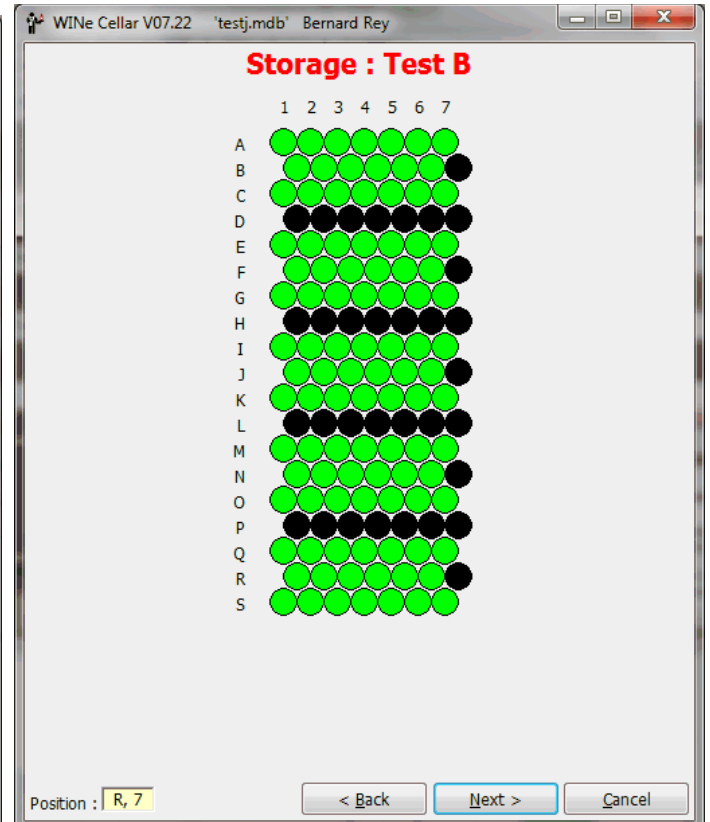 WINe Cellar V07.22 'testj.mdb' Bernard Rey
Storage : Test B
1 2 3 4 5 6 7
A
B
C
D
E
F
G
H
I
J
K
L
M
N
O
P
Q
R
S
Position : R, 7 < Back Next > Cancel